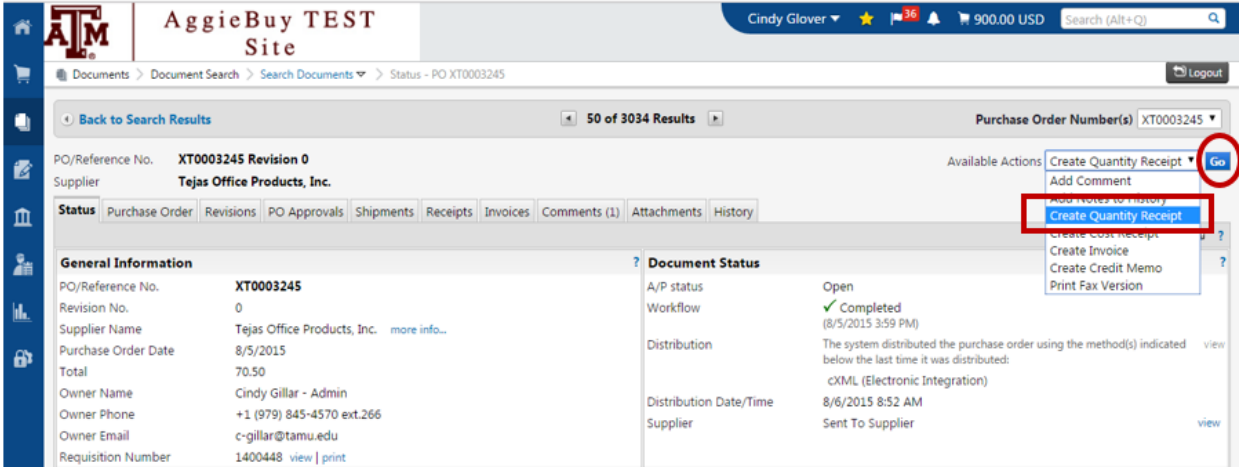 AggieBuy TEST
Site
ĀM
Cindy Glover
36
900.00 USD
Search (Alt+Q)
Documents > Document Search > Search Documents > Status - PO XT0003245
Logout
Back to Search Results
50 of 3034 Results
Purchase Order Number(s) XT0003245
PO/Reference No. XT0003245 Revision 0
Available Actions Create Quantity Receipt Go
Supplier Tejas Office Products, Inc.
Add Comment
Add Notes to History
Create Quantity Receipt
Create Cost Receipt
Create Invoice
Create Credit Memo
Print Fax Version
Status Purchase Order Revisions PO Approvals Shipments Receipts Invoices Comments (1) Attachments History
?
General Information ?
PO/Reference No. XT0003245
Revision No. 0
Supplier Name Tejas Office Products, Inc. more info...
Purchase Order Date 8/5/2015
Total 70.50
Owner Name Cindy Gillar - Admin
Owner Phone +1 (979) 845-4570 ext.266
Owner Email c-gillar@tamu.edu
Requisition Number 1400448 view | print
Document Status ?
A/P status Open
Workflow ✓ Completed
(8/5/2015 3:59 PM)
Distribution The system distributed the purchase order using the method(s) indicated view
below the last time it was distributed:
cXML (Electronic Integration)
Distribution Date/Time 8/6/2015 8:52 AM
Supplier Sent To Supplier view